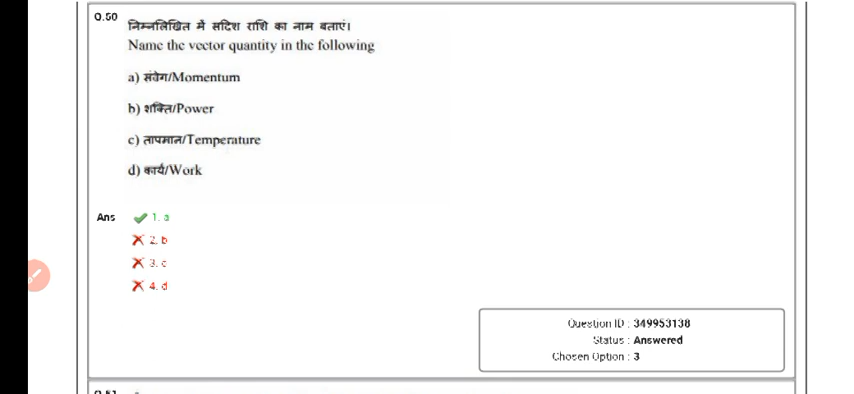 Q.50
निम्नलिखित में सदिश राशि का नाम बताएं।
Name the vector quantity in the following
a) संवेग/Momentum
b) शक्ति/Power
c) तापमान/Temperature
d) कार्य/Work
Ans
1. a
2. b
3. c
4. d
Question ID : 349953138
Status : Answered
Chosen Option : 3